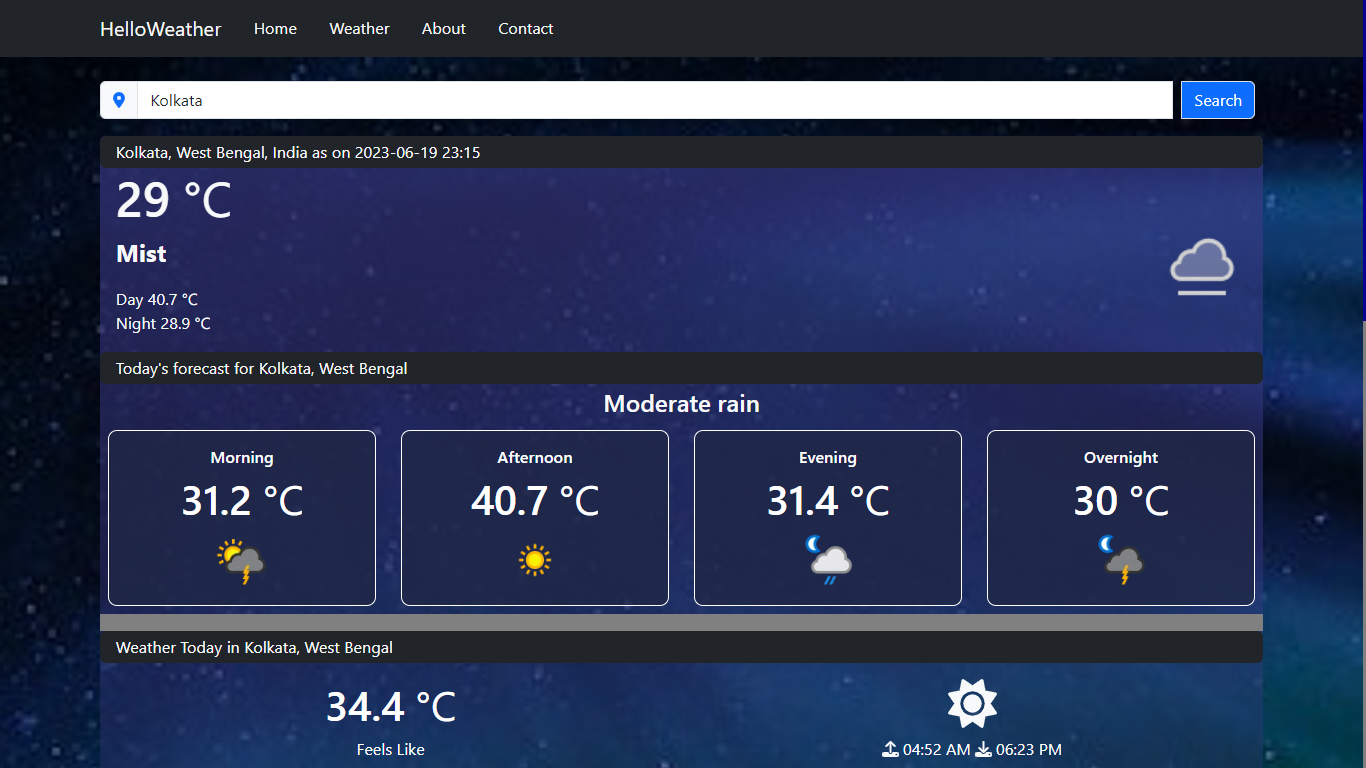 HelloWeather Home Weather About Contact
Kolkata
Search
Kolkata, West Bengal, India as on 2023-06-19 23:15
29 °C
Mist
Day 40.7 °C
Night 28.9 °C
Today's forecast for Kolkata, West Bengal
Moderate rain
Morning
31.2 °C
Afternoon
40.7 °C
Evening
31.4 °C
Overnight
30 °C
Weather Today in Kolkata, West Bengal
34.4 °C
Feels Like
04:52 AM 06:23 PM